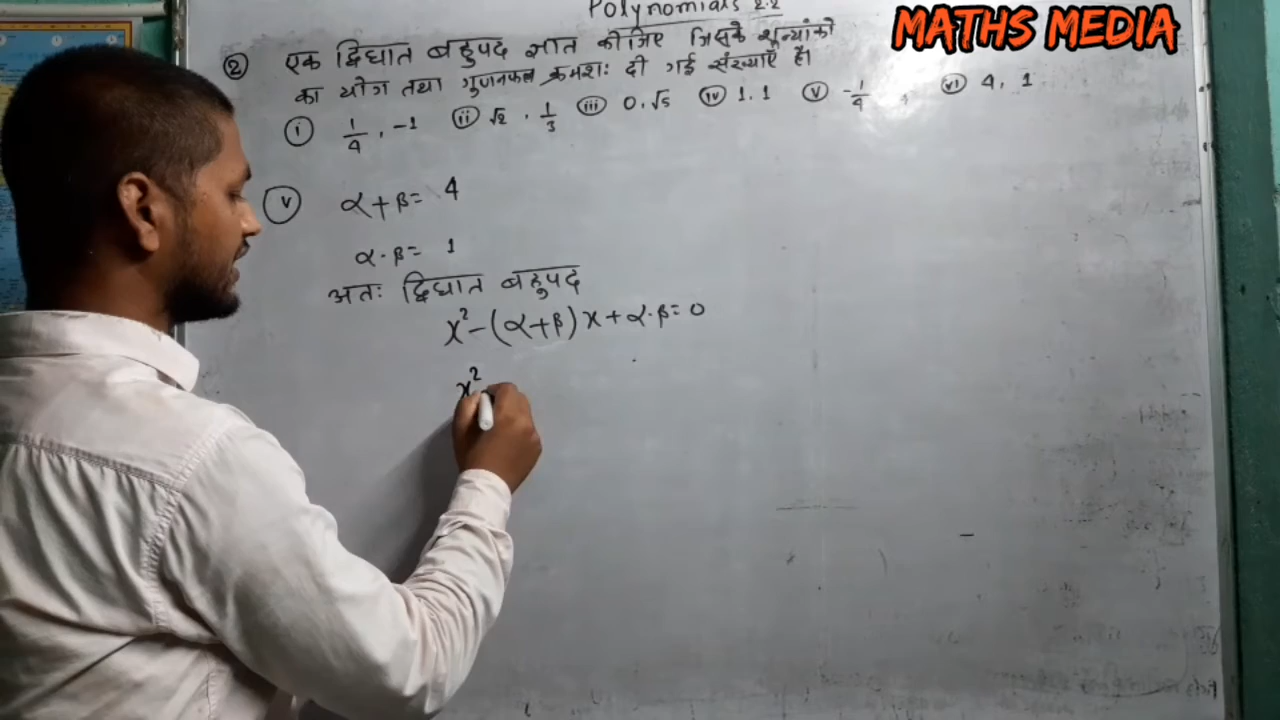 Polynomials 2.2
MATHS MEDIA
② एक द्विघात बहुपद ज्ञात कीजिए जिसके शून्यांको
का योग तथा गुणनफल क्रमशः दी गई संख्याएँ है।
(i) 1/4, -1 (ii) √2, 1/3 (iii) 0, √5 (iv) 1, 1 (v) -1/4, (vi) 4, 1
(v) α+β= 4
α·β= 1
अतः द्विघात बहुपद
x²-(α+β)x+α·β=0
x²